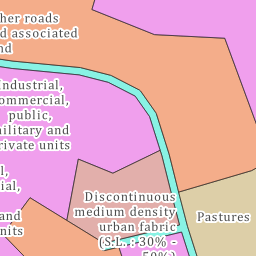 her roads
d associated
nd
ndustrial,
ommercial,
public,
military and
rivate units
l,
ial,
and
nits
Discontinuous
medium density
urban fabric
(S.L. : 30% -
50%)
Pastures